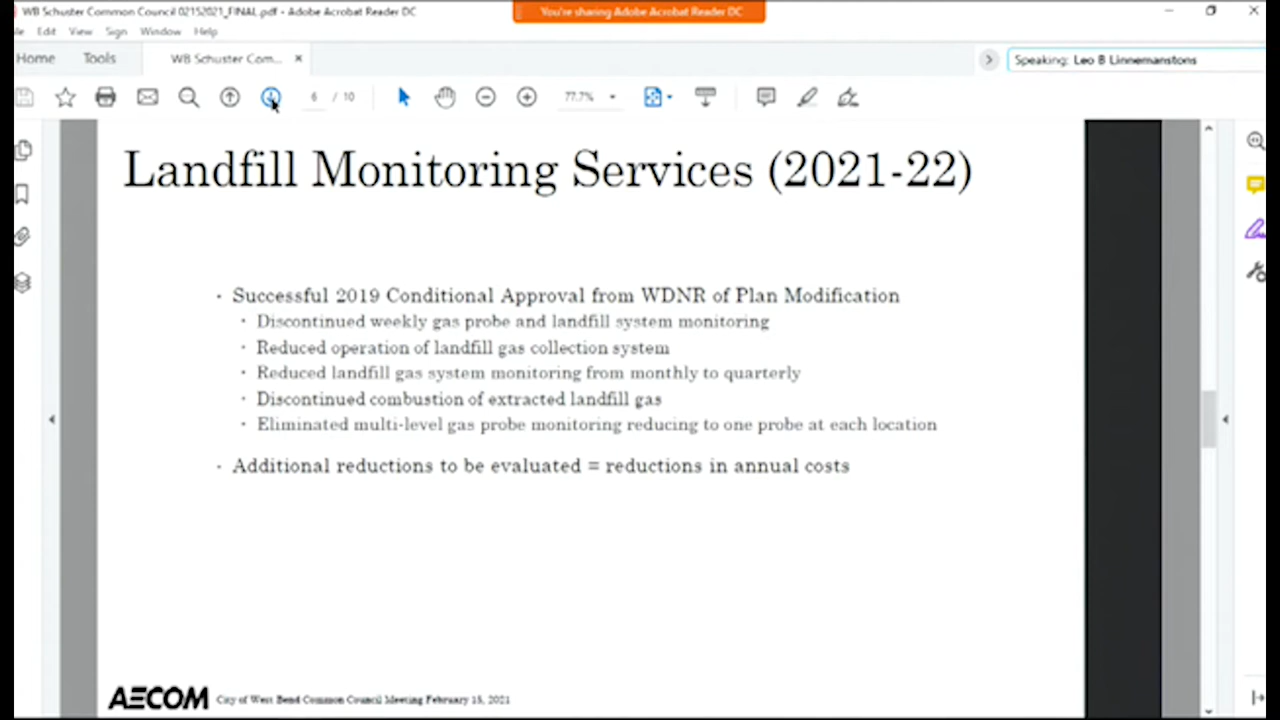 WB Schuster Common Council 02152021_FINAL.pdf - Adobe Acrobat Reader DC
You're sharing Adobe Acrobat Reader DC
Edit View Sign Window Help
Home Tools WB Schuster Com... ×
Speaking: Leo B Linnemanstons
6 / 10
77.7%
Landfill Monitoring Services (2021-22)
· Successful 2019 Conditional Approval from WDNR of Plan Modification
· Discontinued weekly gas probe and landfill system monitoring
· Reduced operation of landfill gas collection system
· Reduced landfill gas system monitoring from monthly to quarterly
· Discontinued combustion of extracted landfill gas
· Eliminated multi-level gas probe monitoring reducing to one probe at each location
· Additional reductions to be evaluated = reductions in annual costs
AECOM City of West Bend Common Council Meeting February 15, 2021